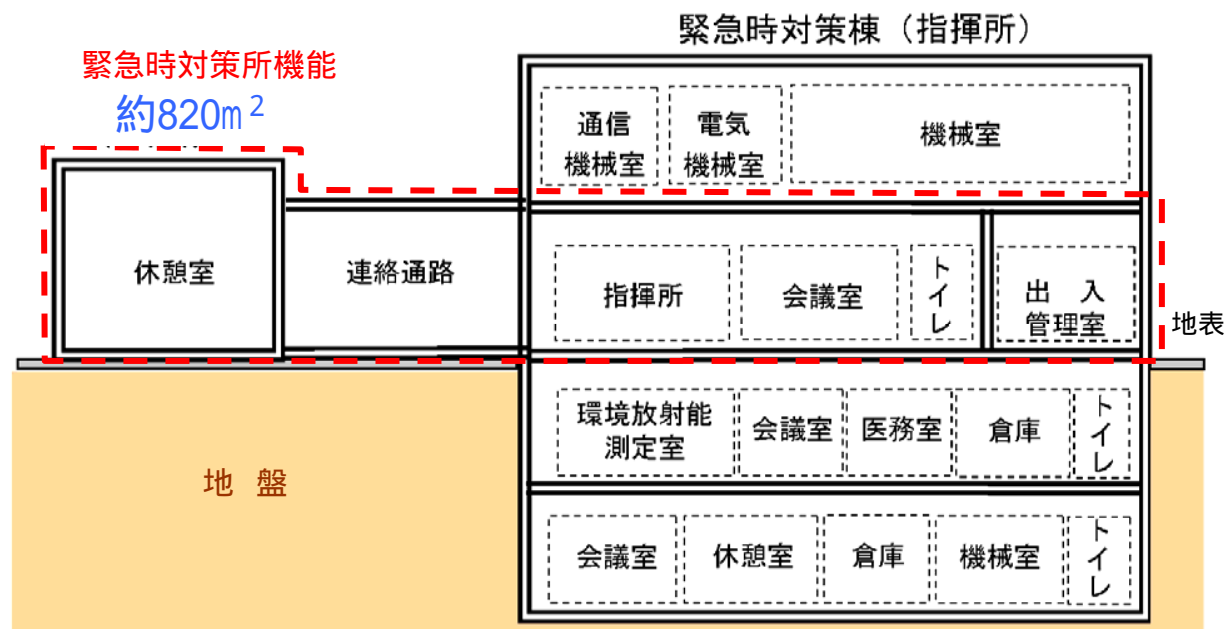 緊急時対策棟（指揮所）
緊急時対策所機能
約820m²
通信
機械室
電気
機械室
機械室
休憩室
連絡通路
指揮所
会議室
トイレ
出　入
管理室
地表
環境放射能
測定室
会議室
医務室
倉庫
トイレ
地　盤
会議室
休憩室
倉庫
機械室
トイレ